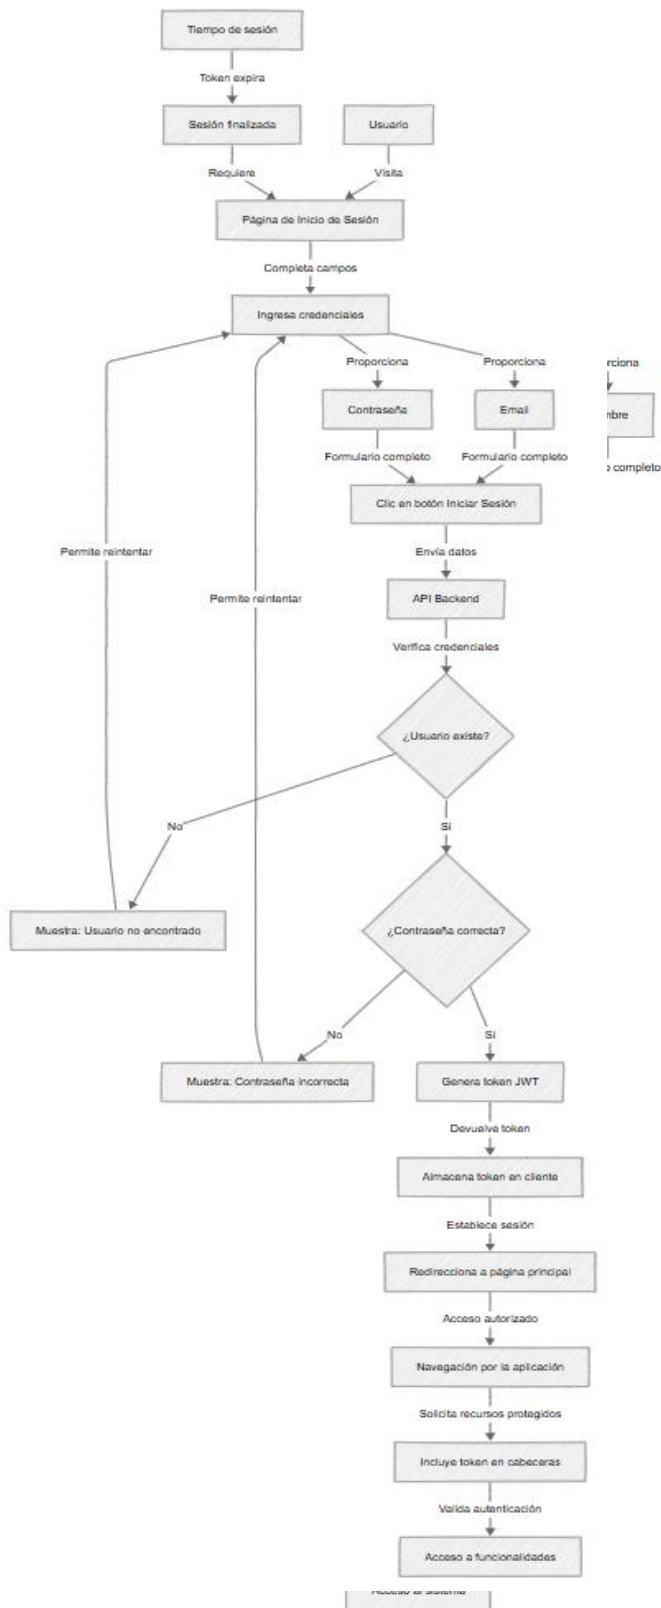 Tiempo de sesión
Token expira
Sesión finalizada
Usuario
Requiere
Visita
Página de Inicio de Sesión
Completa campos
Ingresa credenciales
Proporciona
Proporciona
rciona
Contraseña
Email
mbre
Formulario completo
Formulario completo
o completo
Clic en botón Iniciar Sesión
Permite reintentar
Envía datos
Permite reintentar
API Backend
Verifica credenciales
¿Usuario existe?
No
Sí
Muestra: Usuario no encontrado
¿Contraseña correcta?
No
Sí
Muestra: Contraseña incorrecta
Genera token JWT
Devuelve token
Almacena token en cliente
Establece sesión
Redirecciona a página principal
Acceso autorizado
Navegación por la aplicación
Solicita recursos protegidos
Incluye token en cabeceras
Valida autenticación
Acceso a funcionalidades
Acceso al sistema